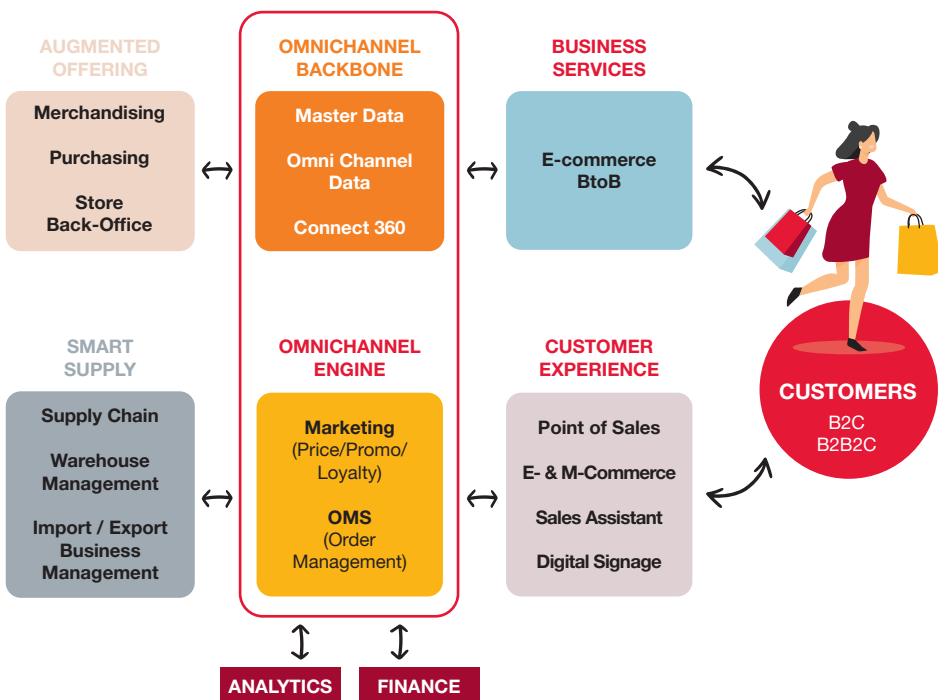 AUGMENTED
OFFERING
Merchandising
Purchasing
Store
Back-Office
OMNICHANNEL
BACKBONE
Master Data
Omni Channel
Data
Connect 360
BUSINESS
SERVICES
E-commerce
BtoB
SMART
SUPPLY
Supply Chain
Warehouse
Management
Import / Export
Business
Management
OMNICHANNEL
ENGINE
Marketing
(Price/Promo/
Loyalty)
OMS
(Order
Management)
CUSTOMER
EXPERIENCE
Point of Sales
E- & M-Commerce
Sales Assistant
Digital Signage
CUSTOMERS
B2C
B2B2C
ANALYTICS
FINANCE